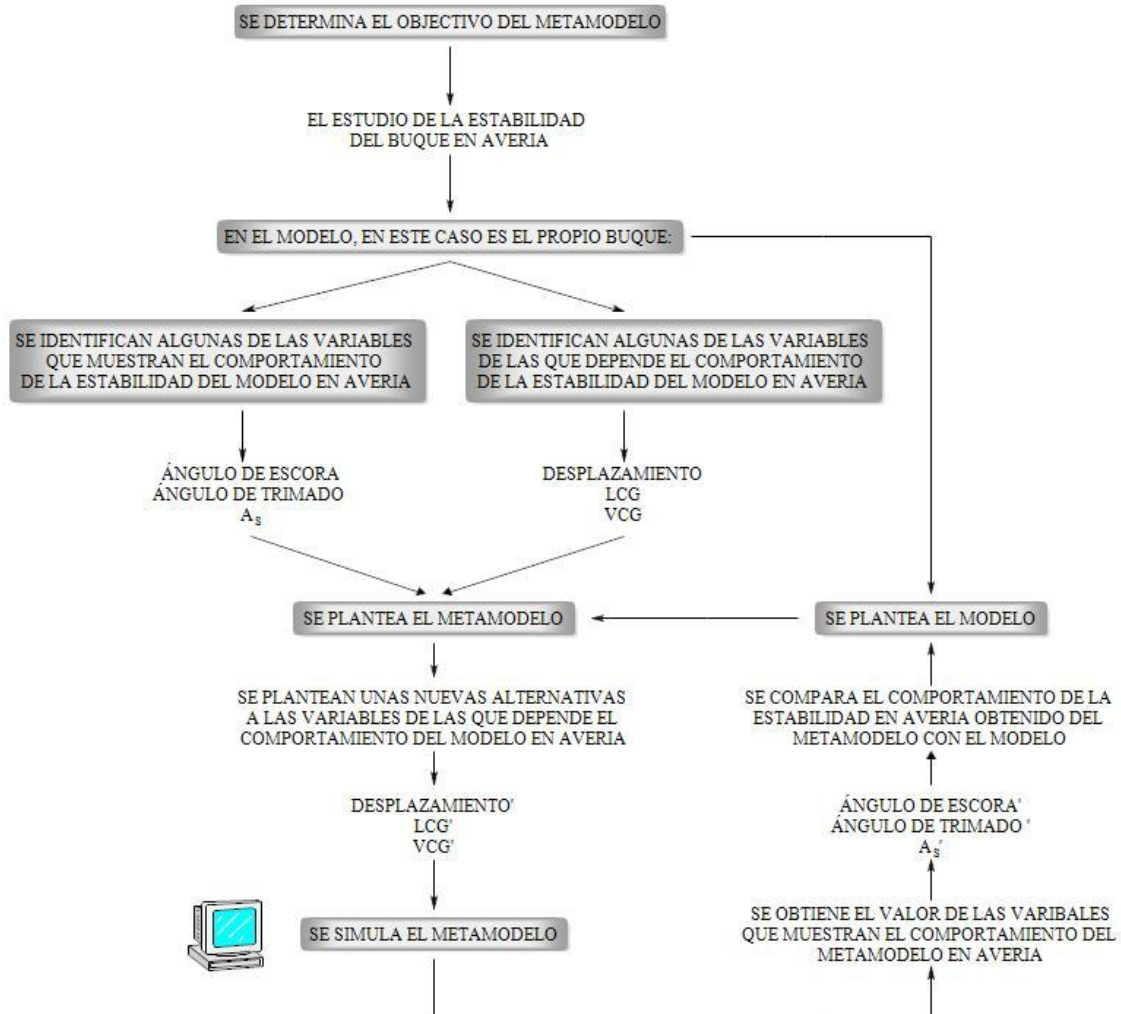 SE DETERMINA EL OBJECTIVO DEL METAMODELO
EL ESTUDIO DE LA ESTABILIDAD
DEL BUQUE EN AVERIA
EN EL MODELO, EN ESTE CASO ES EL PROPIO BUQUE:
SE IDENTIFICAN ALGUNAS DE LAS VARIABLES
QUE MUESTRAN EL COMPORTAMIENTO
DE LA ESTABILIDAD DEL MODELO EN AVERIA
SE IDENTIFICAN ALGUNAS DE LAS VARIABLES
DE LAS QUE DEPENDE EL COMPORTAMIENTO
DE LA ESTABILIDAD DEL MODELO EN AVERIA
ÁNGULO DE ESCORA
ÁNGULO DE TRIMADO
A_S
DESPLAZAMIENTO
LCG
VCG
SE PLANTEA EL METAMODELO
SE PLANTEA EL MODELO
SE PLANTEAN UNAS NUEVAS ALTERNATIVAS
A LAS VARIABLES DE LAS QUE DEPENDE EL
COMPORTAMIENTO DEL MODELO EN AVERIA
SE COMPARA EL COMPORTAMIENTO DE LA
ESTABILIDAD EN AVERIA OBTENIDO DEL
METAMODELO CON EL MODELO
DESPLAZAMIENTO'
LCG'
VCG'
ÁNGULO DE ESCORA'
ÁNGULO DE TRIMADO '
A_S'
SE SIMULA EL METAMODELO
SE OBTIENE EL VALOR DE LAS VARIBALES
QUE MUESTRAN EL COMPORTAMIENTO DEL
METAMODELO EN AVERIA